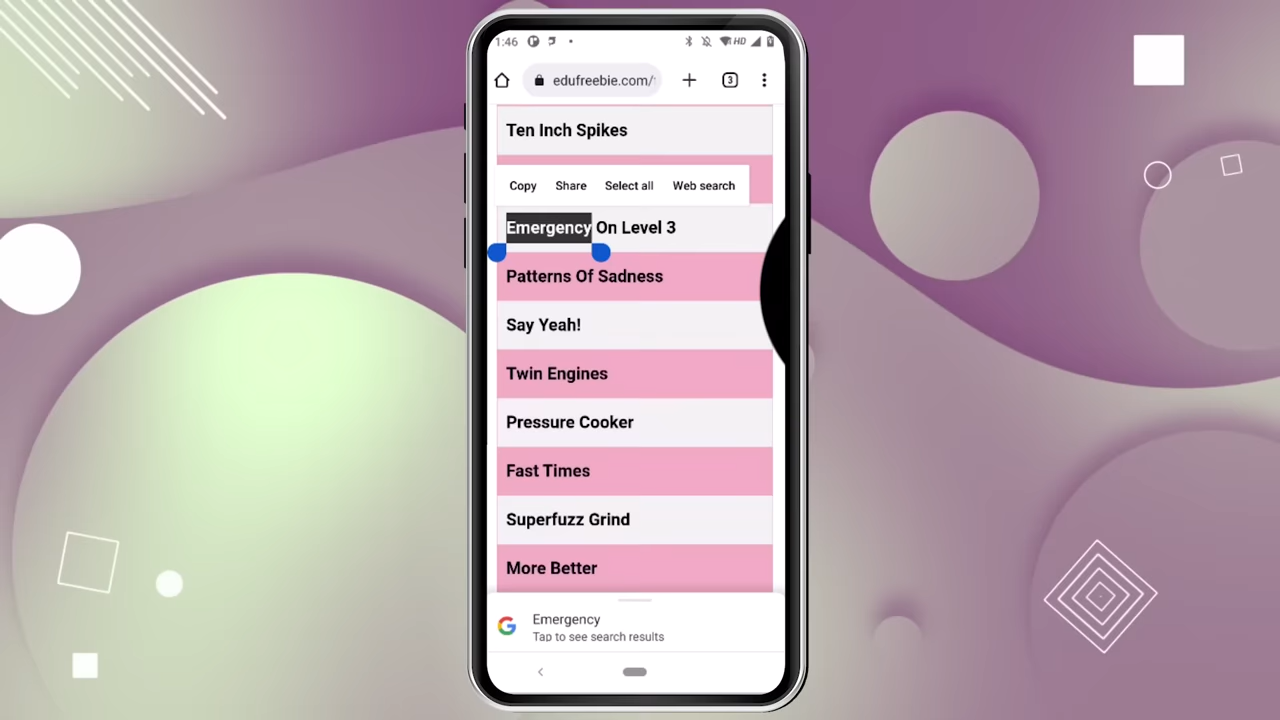 1:46
HD
edufreebie.com/
3
Ten Inch Spikes
Copy Share Select all Web search
Emergency On Level 3
Patterns Of Sadness
Say Yeah!
Twin Engines
Pressure Cooker
Fast Times
Superfuzz Grind
More Better
Emergency
Tap to see search results